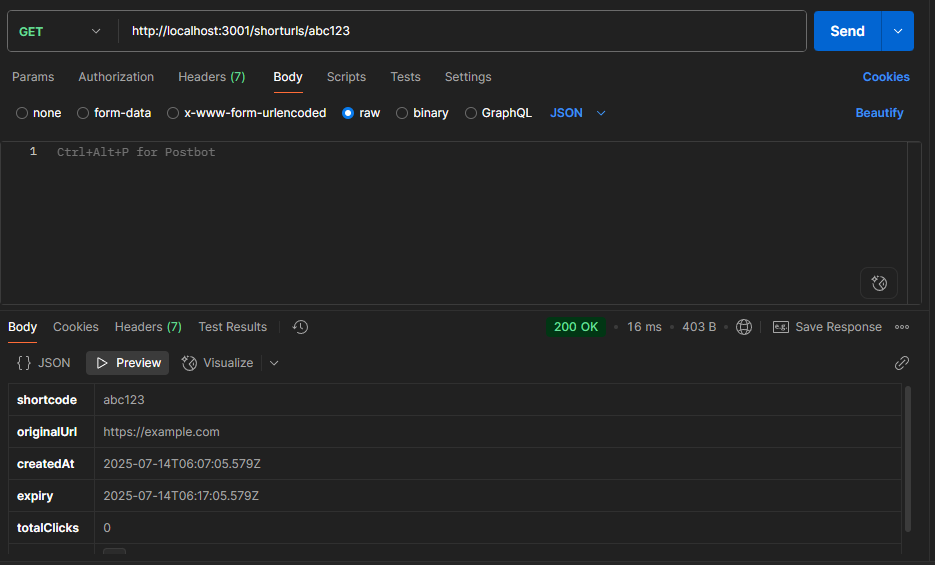 GET http://localhost:3001/shorturls/abc123 Send
Params Authorization Headers (7) Body Scripts Tests Settings Cookies
none form-data x-www-form-urlencoded raw binary GraphQL JSON Beautify
1 Ctrl+Alt+P for Postbot
Body Cookies Headers (7) Test Results 200 OK 16 ms 403 B e.g. Save Response
{} JSON Preview Visualize
shortcode abc123
originalUrl https://example.com
createdAt 2025-07-14T06:07:05.579Z
expiry 2025-07-14T06:17:05.579Z
totalClicks 0